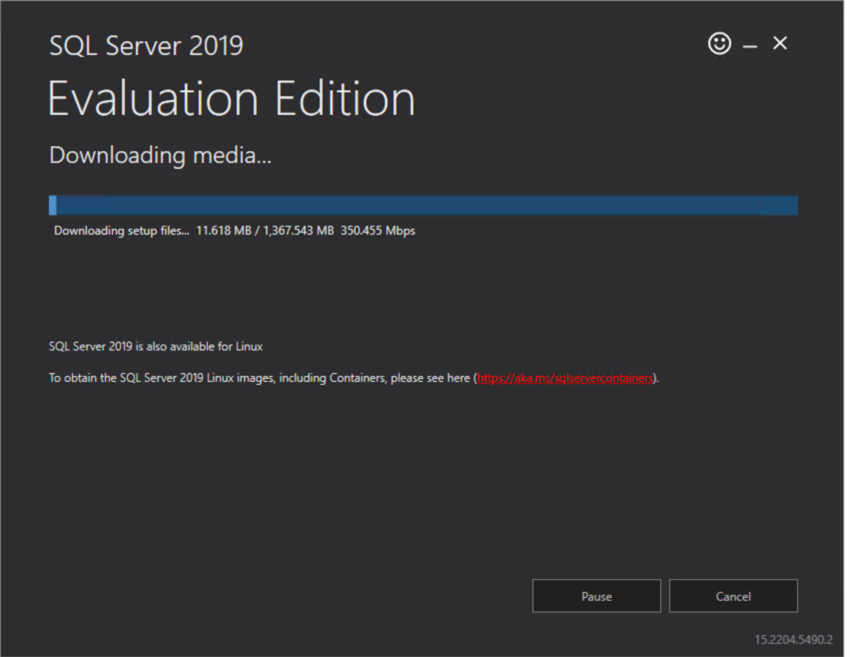 SQL Server 2019
Evaluation Edition
Downloading media...
Downloading setup files... 11.618 MB / 1,367.543 MB 350.455 Mbps
SQL Server 2019 is also available for Linux
To obtain the SQL Server 2019 Linux images, including Containers, please see here (https://aka.ms/sqlservercontainers).
Pause Cancel
15.2204.5490.2